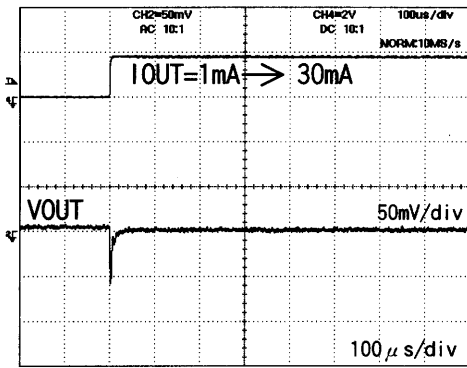 CH2=50mV CH4=2V 100us/div
AC 10:1 DC 10:1
NORM:10MS/s
IOUT=1mA→30mA
VOUT 50mV/div
100μs/div